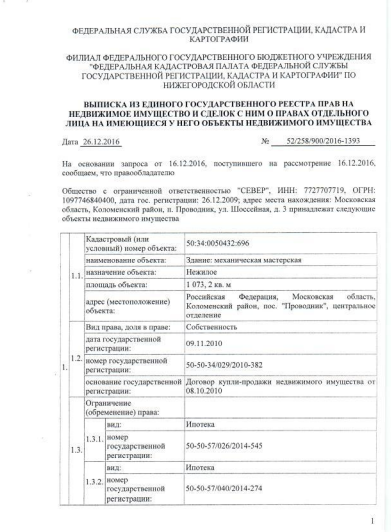 ФЕДЕРАЛЬНАЯ СЛУЖБА ГОСУДАРСТВЕННОЙ РЕГИСТРАЦИИ, КАДАСТРА И
КАРТОГРАФИИ
ФИЛИАЛ ФЕДЕРАЛЬНОГО ГОСУДАРСТВЕННОГО БЮДЖЕТНОГО УЧРЕЖДЕНИЯ
"ФЕДЕРАЛЬНАЯ КАДАСТРОВАЯ ПАЛАТА ФЕДЕРАЛЬНОЙ СЛУЖБЫ
ГОСУДАРСТВЕННОЙ РЕГИСТРАЦИИ, КАДАСТРА И КАРТОГРАФИИ" ПО
НИЖЕГОРОДСКОЙ ОБЛАСТИ
ВЫПИСКА ИЗ ЕДИНОГО ГОСУДАРСТВЕННОГО РЕЕСТРА ПРАВ НА
НЕДВИЖИМОЕ ИМУЩЕСТВО И СДЕЛОК С НИМ О ПРАВАХ ОТДЕЛЬНОГО
ЛИЦА НА ИМЕЮЩИЕСЯ У НЕГО ОБЪЕКТЫ НЕДВИЖИМОГО ИМУЩЕСТВА
Дата 26.12.2016 № 52/258/900/2016-1393
На основании запроса от 16.12.2016, поступившего на рассмотрение 16.12.2016,
сообщаем, что правообладателю
Общество с ограниченной ответственностью "СЕВЕР", ИНН: 7727707719, ОГРН:
1097746840400, дата гос. регистрации: 26.12.2009; адрес места нахождения: Московская
область, Коломенский район, п. Проводник, ул. Шоссейная, д. 3 принадлежат следующие
объекты недвижимого имущества
1.
1.1.
Кадастровый (или
условный) номер объекта:
50:34:0050432:696
наименование объекта: Здание: механическая мастерская
назначение объекта: Нежилое
площадь объекта: 1 073, 2 кв. м
адрес (местоположение)
объекта:
Российская Федерация, Московская область,
Коломенский район, пос. "Проводник", центральное
отделение
1.2.
Вид права, доля в праве: Собственность
дата государственной
регистрации:
09.11.2010
номер государственной
регистрации:
50-50-34/029/2010-382
основание государственной
регистрации:
Договор купли-продажи недвижимого имущества от
08.10.2010
1.3.
Ограничение
(обременение) права:
1.3.1.
вид: Ипотека
номер
государственной
регистрации:
50-50-57/026/2014-545
1.3.2.
вид: Ипотека
номер
государственной
регистрации:
50-50-57/040/2014-274
1